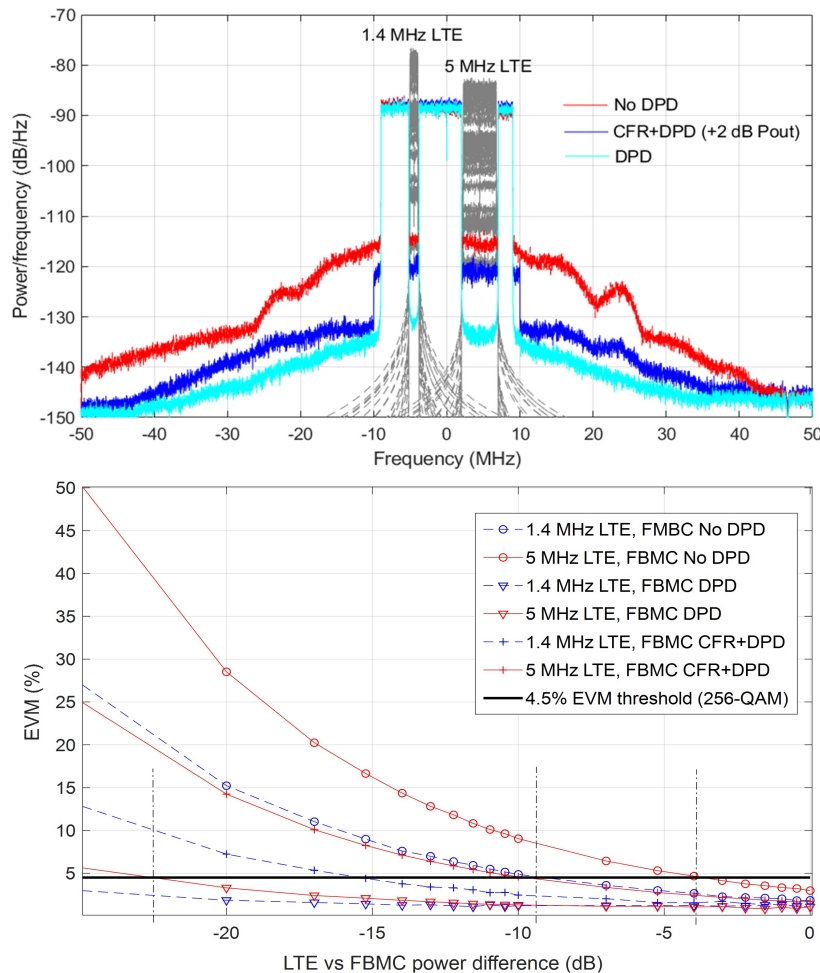 -70
-80
-90
-100
-110
-120
-130
-140
-150
Power/frequency (dB/Hz)
1.4 MHz LTE
5 MHz LTE
No DPD
CFR+DPD (+2 dB Pout)
DPD
-50 -40 -30 -20 -10 0 10 20 30 40 50
Frequency (MHz)
50
45
40
35
30
25
20
15
10
5
EVM (%)
1.4 MHz LTE, FMBC No DPD
5 MHz LTE, FBMC No DPD
1.4 MHz LTE, FBMC DPD
5 MHz LTE, FBMC DPD
1.4 MHz LTE, FBMC CFR+DPD
5 MHz LTE, FBMC CFR+DPD
4.5% EVM threshold (256-QAM)
-20 -15 -10 -5 0
LTE vs FBMC power difference (dB)